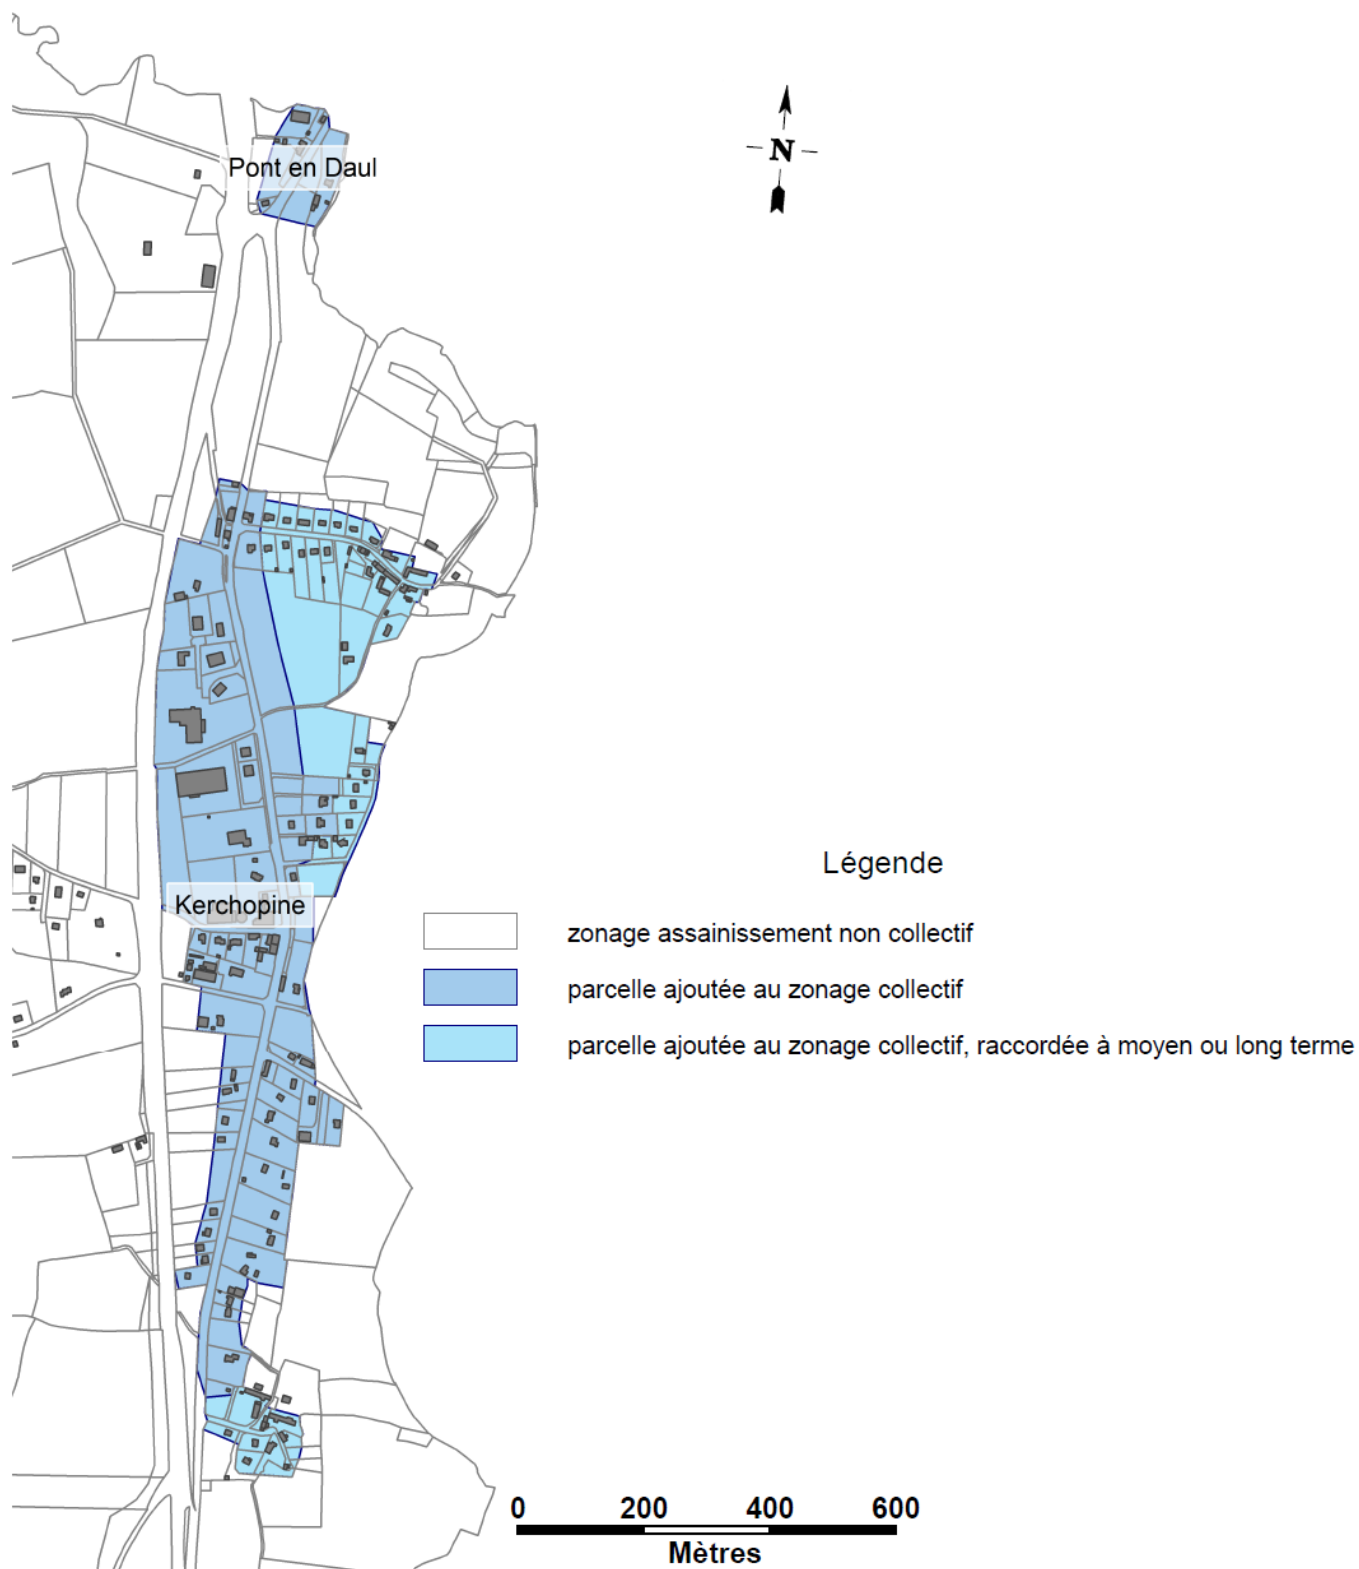 Pont en Daul
N
Légende
Kerchopine
zonage assainissement non collectif
parcelle ajoutée au zonage collectif
parcelle ajoutée au zonage collectif, raccordée à moyen ou long terme
0 200 400 600
Mètres